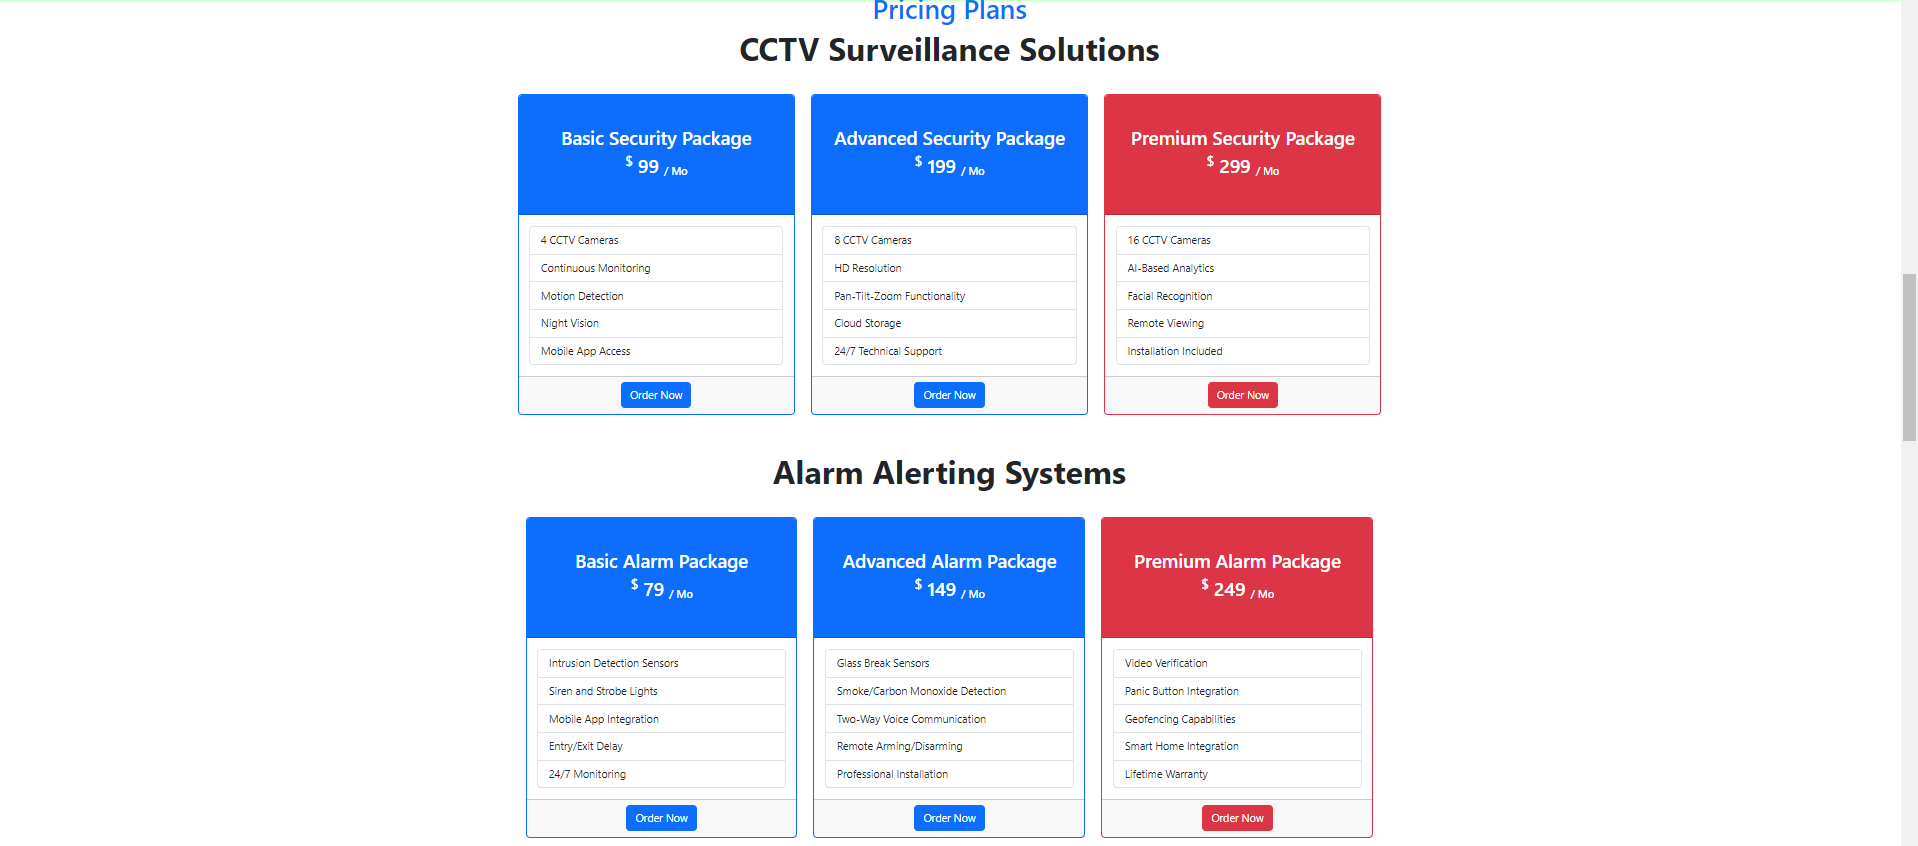 Pricing Plans
CCTV Surveillance Solutions
Basic Security Package
$ 99 / Mo
4 CCTV Cameras
Continuous Monitoring
Motion Detection
Night Vision
Mobile App Access
Order Now
Advanced Security Package
$ 199 / Mo
8 CCTV Cameras
HD Resolution
Pan-Tilt-Zoom Functionality
Cloud Storage
24/7 Technical Support
Order Now
Premium Security Package
$ 299 / Mo
16 CCTV Cameras
AI-Based Analytics
Facial Recognition
Remote Viewing
Installation Included
Order Now
Alarm Alerting Systems
Basic Alarm Package
$ 79 / Mo
Intrusion Detection Sensors
Siren and Strobe Lights
Mobile App Integration
Entry/Exit Delay
24/7 Monitoring
Order Now
Advanced Alarm Package
$ 149 / Mo
Glass Break Sensors
Smoke/Carbon Monoxide Detection
Two-Way Voice Communication
Remote Arming/Disarming
Professional Installation
Order Now
Premium Alarm Package
$ 249 / Mo
Video Verification
Panic Button Integration
Geofencing Capabilities
Smart Home Integration
Lifetime Warranty
Order Now